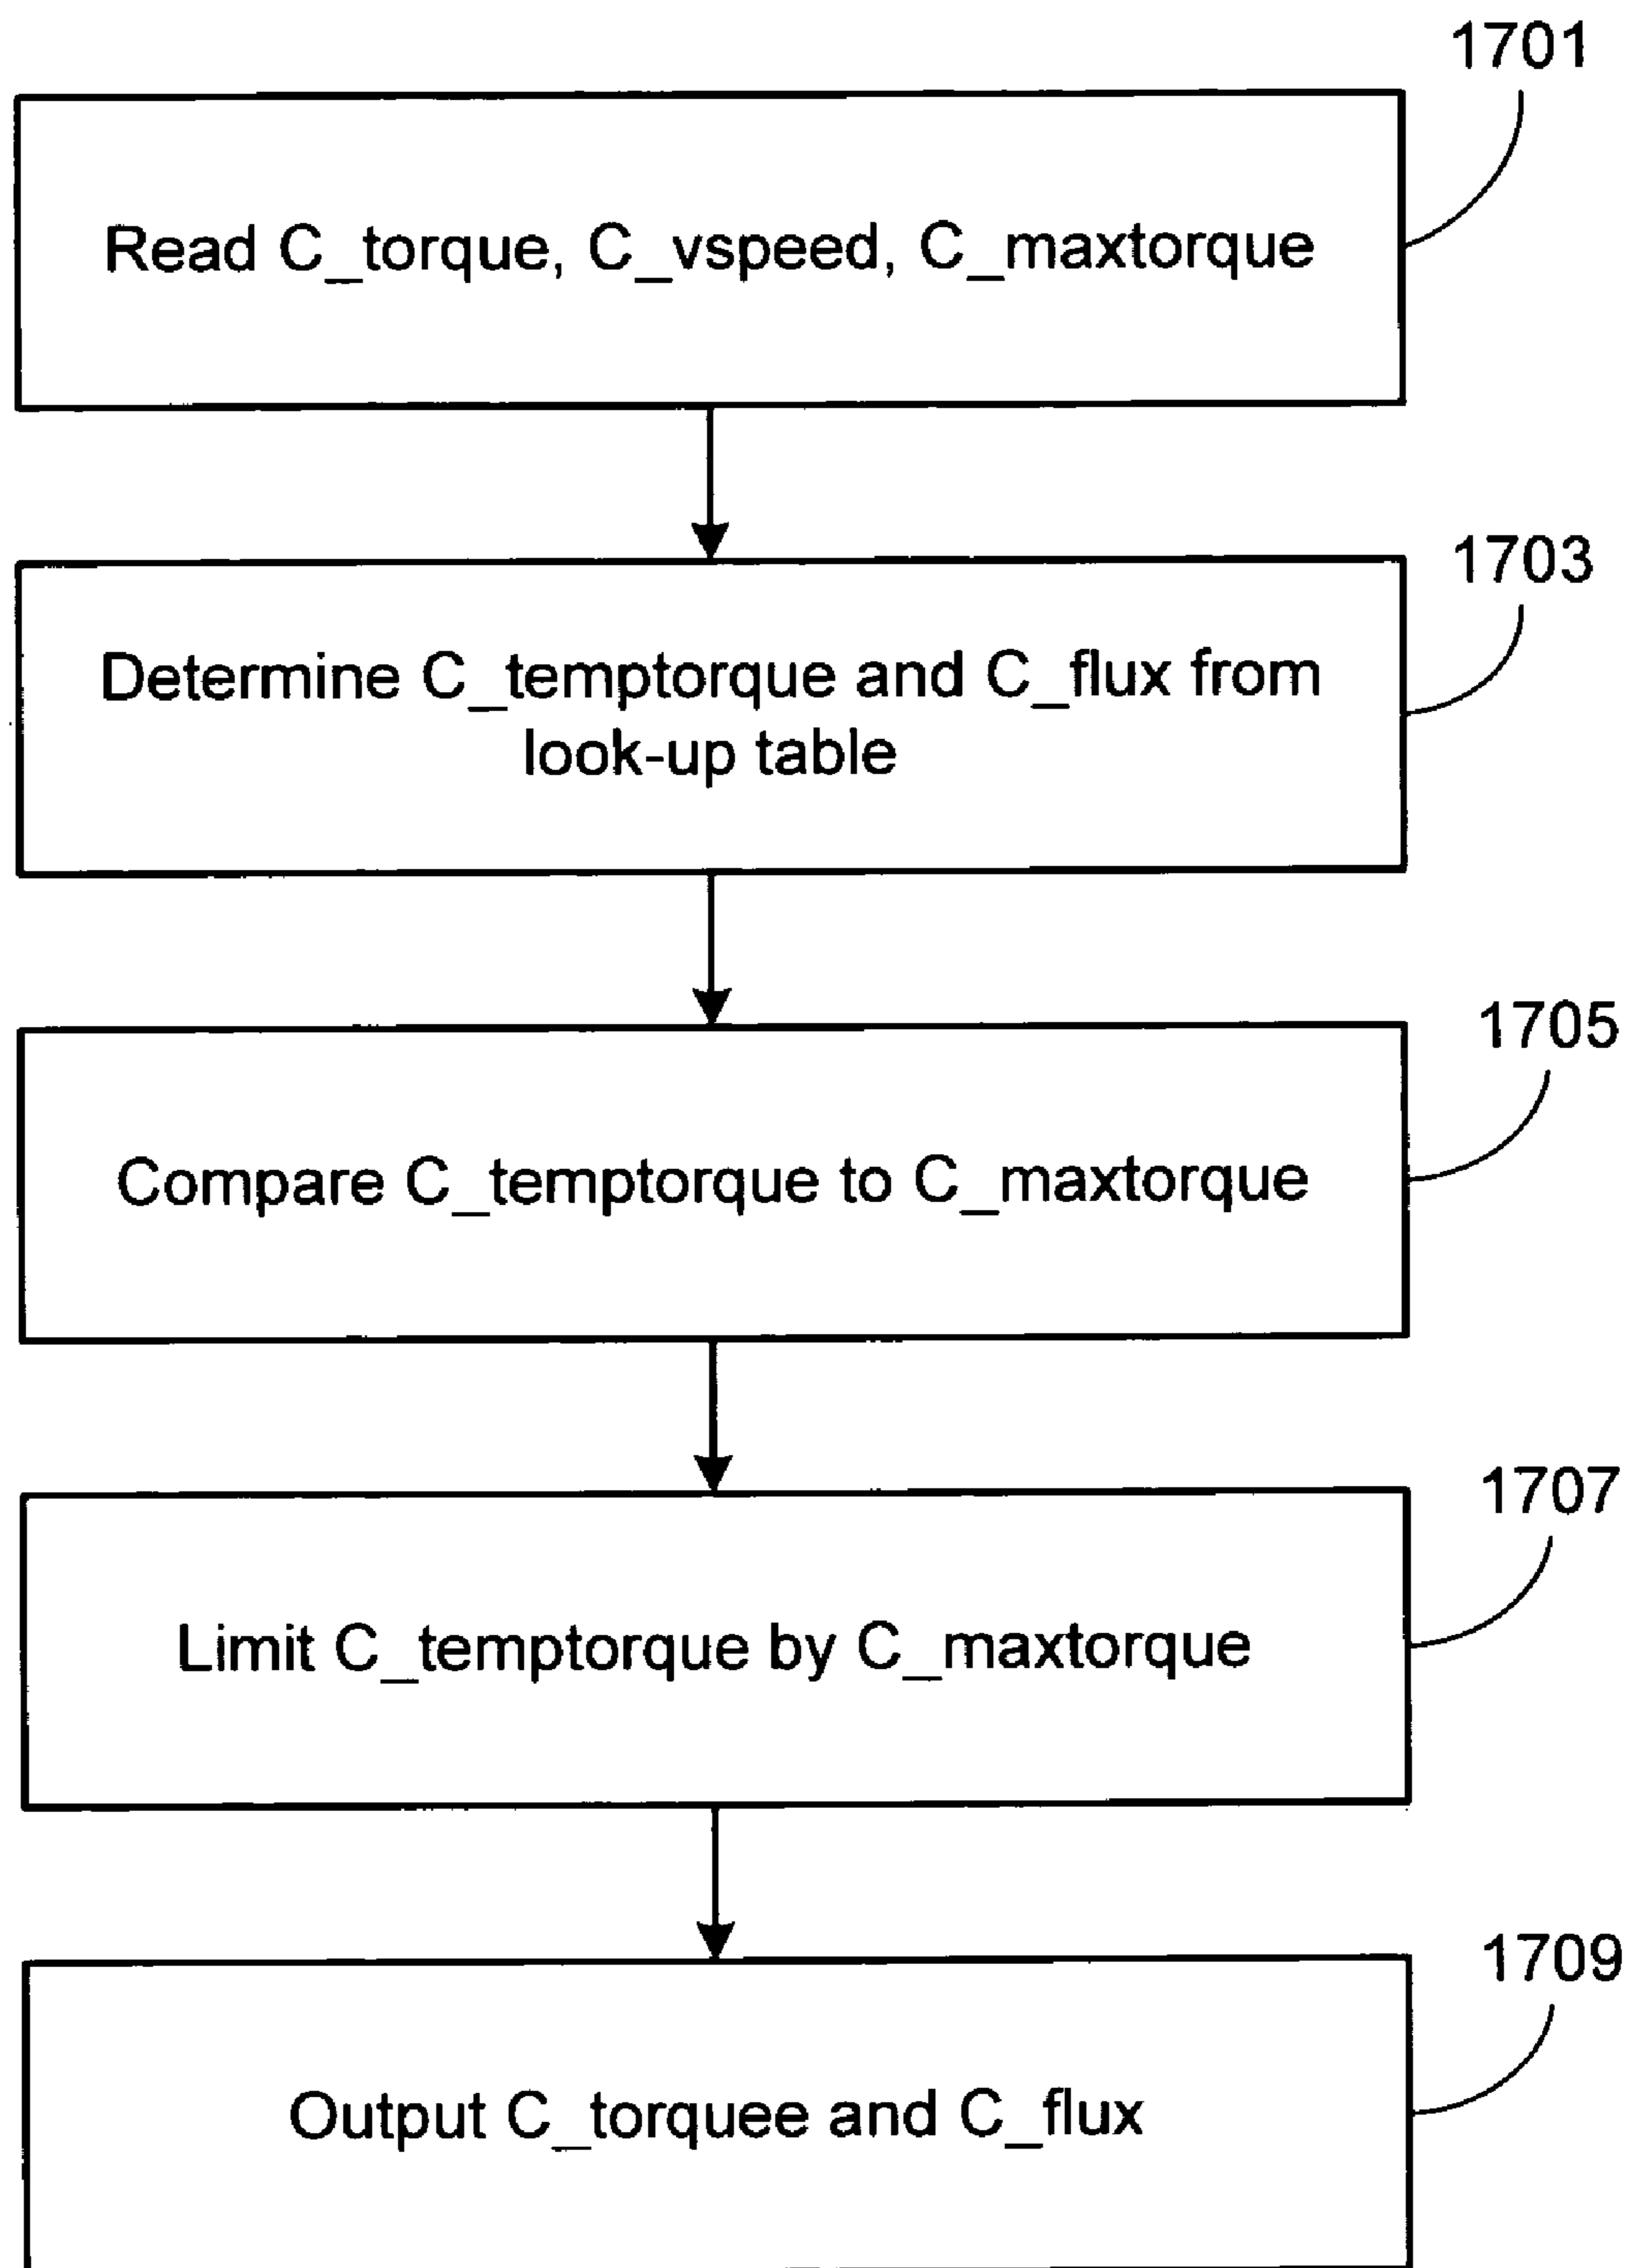 1701
Read C_torque, C_vspeed, C_maxtorque
1703
Determine C_temptorque and C_flux from
look-up table
1705
Compare C_temptorque to C_maxtorque
1707
Limit C_temptorque by C_maxtorque
1709
Output C_torquee and C_flux